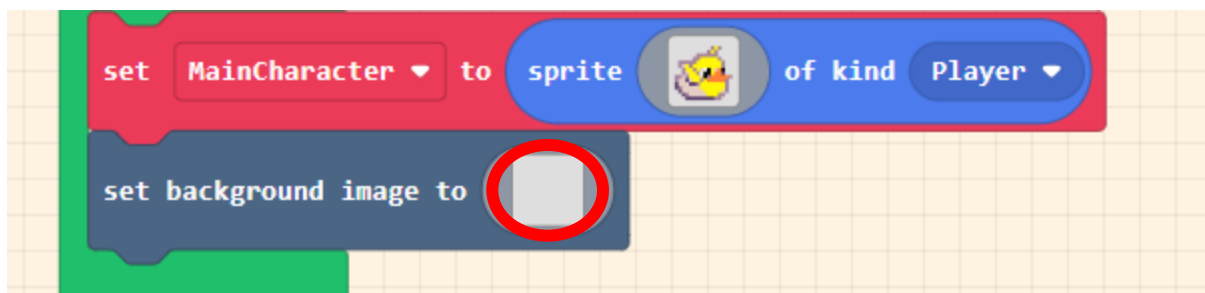 set MainCharacter to sprite of kind Player
set background image to